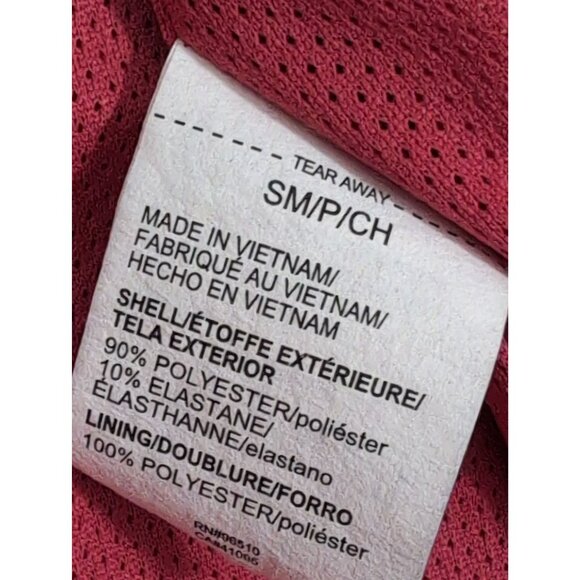 TEAR AWAY
SM/P/CH
MADE IN VIETNAM/
FABRIQUÉ AU VIETNAM/
HECHO EN VIETNAM
SHELL/ÉTOFFE EXTÉRIEURE/
TELA EXTERIOR
90% POLYESTER/poliéster
10% ELASTANE/
ÉLASTHANNE/elastano
LINING/DOUBLURE/FORRO
100% POLYESTER/poliéster